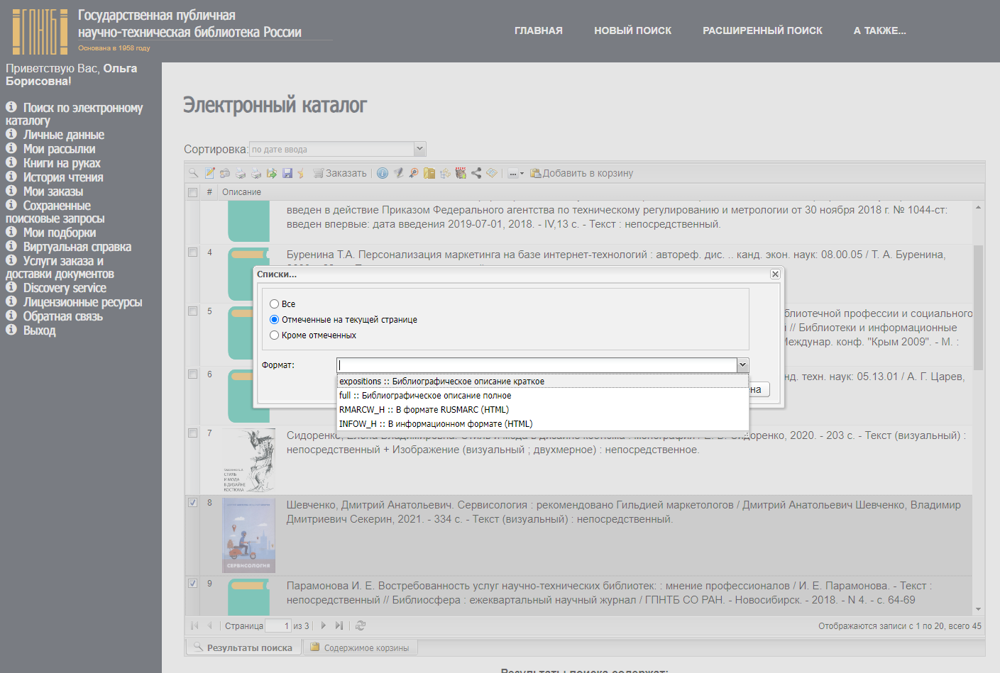 ГПНТБ
Государственная публичная
научно-техническая библиотека России
Основана в 1958 году
ГЛАВНАЯ НОВЫЙ ПОИСК РАСШИРЕННЫЙ ПОИСК А ТАКЖЕ...
Приветствую Вас, Ольга
Борисовна!
Поиск по электронному
каталогу
Личные данные
Мои рассылки
Книги на руках
История чтения
Мои заказы
Сохраненные
поисковые запросы
Мои подборки
Виртуальная справка
Услуги заказа и
доставки документов
Discovery service
Лицензионные ресурсы
Обратная связь
Выход
Электронный каталог
Сортировка: по дате ввода
Заказать ... Добавить в корзину
# Описание
введен в действие Приказом Федерального агентства по техническому регулированию и метрологии от 30 ноября 2018 г. № 1044-ст:
введен впервые: дата введения 2019-07-01, 2018. - IV,13 с. - Текст : непосредственный.
4 Буренина Т.А. Персонализация маркетинга на базе интернет-технологий : автореф. дис. .. канд. экон. наук: 08.00.05 / Т. А. Буренина,
Списки...
Все
Отмеченные на текущей странице
Кроме отмеченных
Формат:
expositions :: Библиографическое описание краткое
full :: Библиографическое описание полное
RMARCW_H :: В формате RUSMARC (HTML)
INFOW_H :: В информационном формате (HTML)
на
5 блиотечной профессии и социального
й // Библиотеки и информационные
Междунар. конф. "Крым 2009". - М. :
6 нд. техн. наук: 05.13.01 / А. Г. Царев,
7 Сидоренко, Елена Владимировна. Стиль и мода в дизайне костюма : монография / Е. В. Сидоренко, 2020. - 203 с. - Текст (визуальный) :
непосредственный + Изображение (визуальный ; двухмерное) : непосредственное.
СТИЛЬ
И МОДА
В ДИЗАЙНЕ
КОСТЮМА
8 Шевченко, Дмитрий Анатольевич. Сервисология : рекомендовано Гильдией маркетологов / Дмитрий Анатольевич Шевченко, Владимир
Дмитриевич Секерин, 2021. - 334 с. - Текст (визуальный) : непосредственный.
СЕРВИСОЛОГИЯ
9 Парамонова И. Е. Востребованность услуг научно-технических библиотек: : мнение профессионалов / И. Е. Парамонова. - Текст :
непосредственный // Библиосфера : ежеквартальный научный журнал / ГПНТБ СО РАН. - Новосибирск. - 2018. - N 4. - с. 64-69
Страница 1 из 3 Отображаются записи с 1 по 20, всего 45
Результаты поиска Содержимое корзины
Результаты поиска содержат: